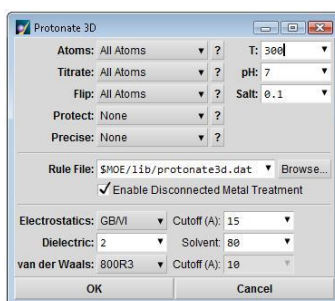 Protonate 3D
Atoms: All Atoms ? T: 300
Titrate: All Atoms ? pH: 7
Flip: All Atoms ? Salt: 0.1
Protect: None ?
Precise: None ?
Rule File: $MOE/lib/protonate3d.dat Browse...
Enable Disconnected Metal Treatment
Electrostatics: GB/VI Cutoff (A): 15
Dielectric: 2 Solvent: 80
van der Waals: 800R3 Cutoff (A): 10
OK Cancel